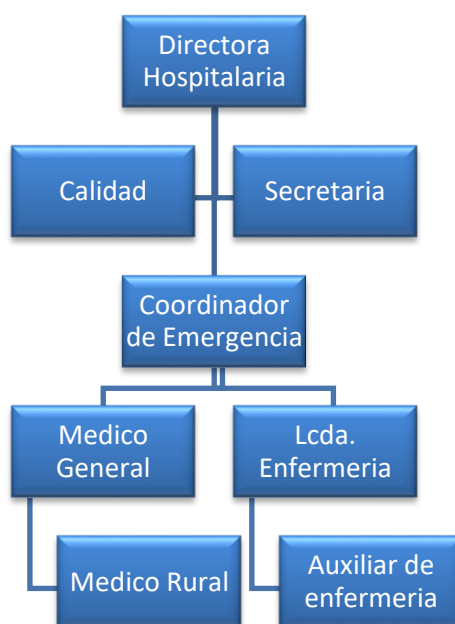 Directora
Hospitalaria
Calidad
Secretaria
Coordinador
de Emergencia
Medico
General
Lcda.
Enfermeria
Medico Rural
Auxiliar de
enfermeria